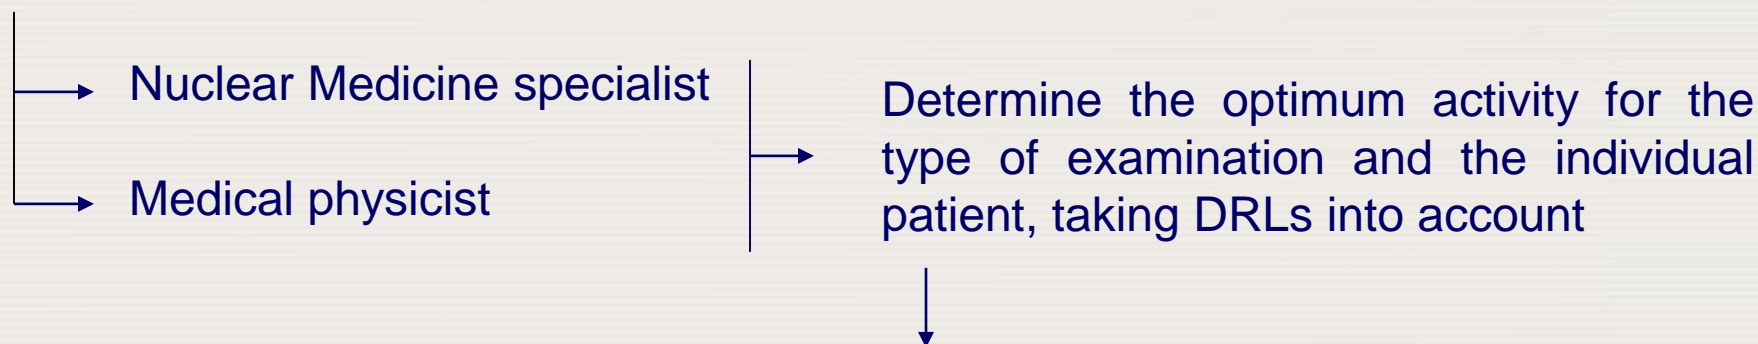 Nuclear Medicine specialist
Medical physicist
Determine the optimum activity for the
type of examination and the individual
patient, taking DRLs into account